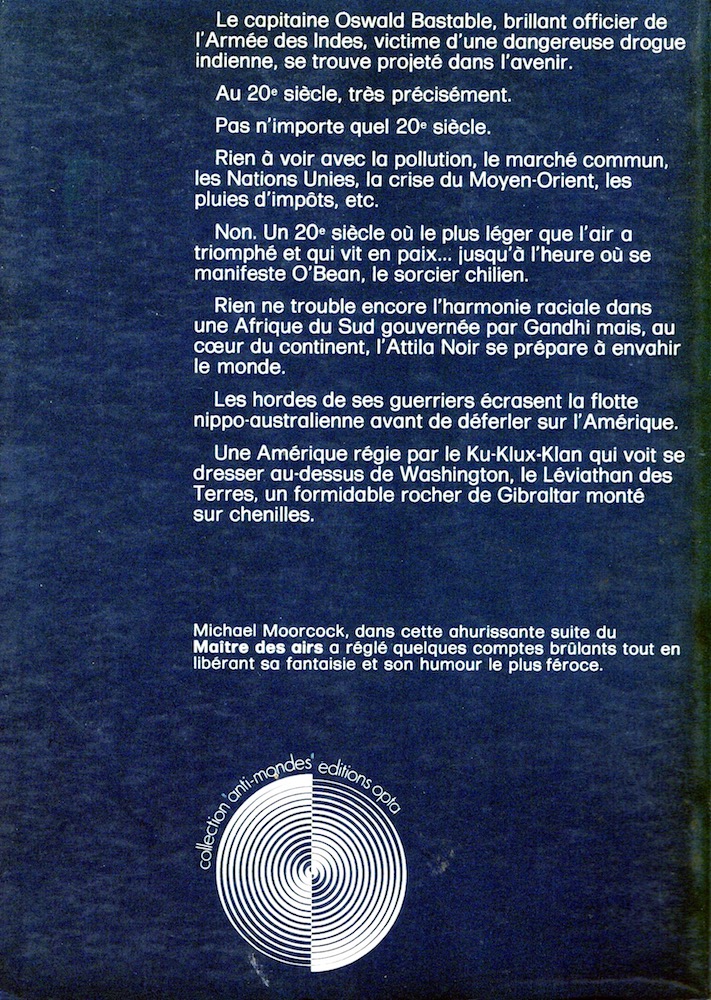 Le capitaine Oswald Bastable, brillant officier de
l'Armée des Indes, victime d'une dangereuse drogue
indienne, se trouve projeté dans l'avenir.
Au 20e siècle, très précisément.
Pas n'importe quel 20e siècle.
Rien à voir avec la pollution, le marché commun,
les Nations Unies, la crise du Moyen-Orient, les
pluies d'impôts, etc.
Non. Un 20e siècle où le plus léger que l'air a
triomphé et qui vit en paix... jusqu'à l'heure où se
manifeste O'Bean, le sorcier chilien.
Rien ne trouble encore l'harmonie raciale dans
une Afrique du Sud gouvernée par Gandhi mais, au
cœur du continent, l'Attila Noir se prépare à envahir
le monde.
Les hordes de ses guerriers écrasent la flotte
nippo-australienne avant de déferler sur l'Amérique.
Une Amérique régie par le Ku-Klux-Klan qui voit se
dresser au-dessus de Washington, le Léviathan des
Terres, un formidable rocher de Gibraltar monté
sur chenilles.
Michael Moorcock, dans cette ahurissante suite du
Maître des airs a réglé quelques comptes brûlants tout en
libérant sa fantaisie et son humour le plus féroce.
collection "anti-mondes" editions opta